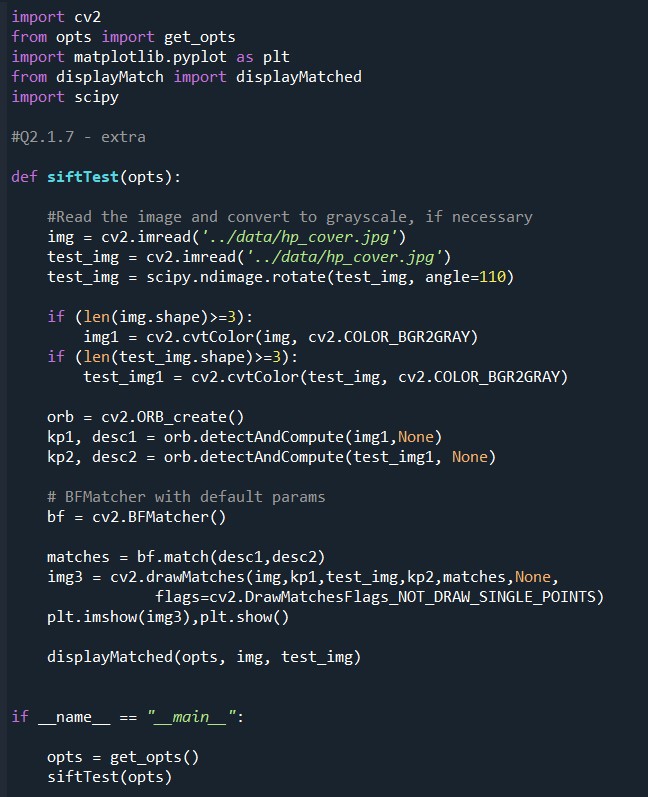 import cv2
from opts import get_opts
import matplotlib.pyplot as plt
from displayMatch import displayMatched
import scipy
#Q2.1.7 - extra
def siftTest(opts):
#Read the image and convert to grayscale, if necessary
img = cv2.imread('../data/hp_cover.jpg')
test_img = cv2.imread('../data/hp_cover.jpg')
test_img = scipy.ndimage.rotate(test_img, angle=110)
if (len(img.shape)>=3):
img1 = cv2.cvtColor(img, cv2.COLOR_BGR2GRAY)
if (len(test_img.shape)>=3):
test_img1 = cv2.cvtColor(test_img, cv2.COLOR_BGR2GRAY)
orb = cv2.ORB_create()
kp1, desc1 = orb.detectAndCompute(img1,None)
kp2, desc2 = orb.detectAndCompute(test_img1, None)
# BFMatcher with default params
bf = cv2.BFMatcher()
matches = bf.match(desc1,desc2)
img3 = cv2.drawMatches(img,kp1,test_img,kp2,matches,None,
flags=cv2.DrawMatchesFlags_NOT_DRAW_SINGLE_POINTS)
plt.imshow(img3),plt.show()
displayMatched(opts, img, test_img)
if __name__ == "__main__":
opts = get_opts()
siftTest(opts)